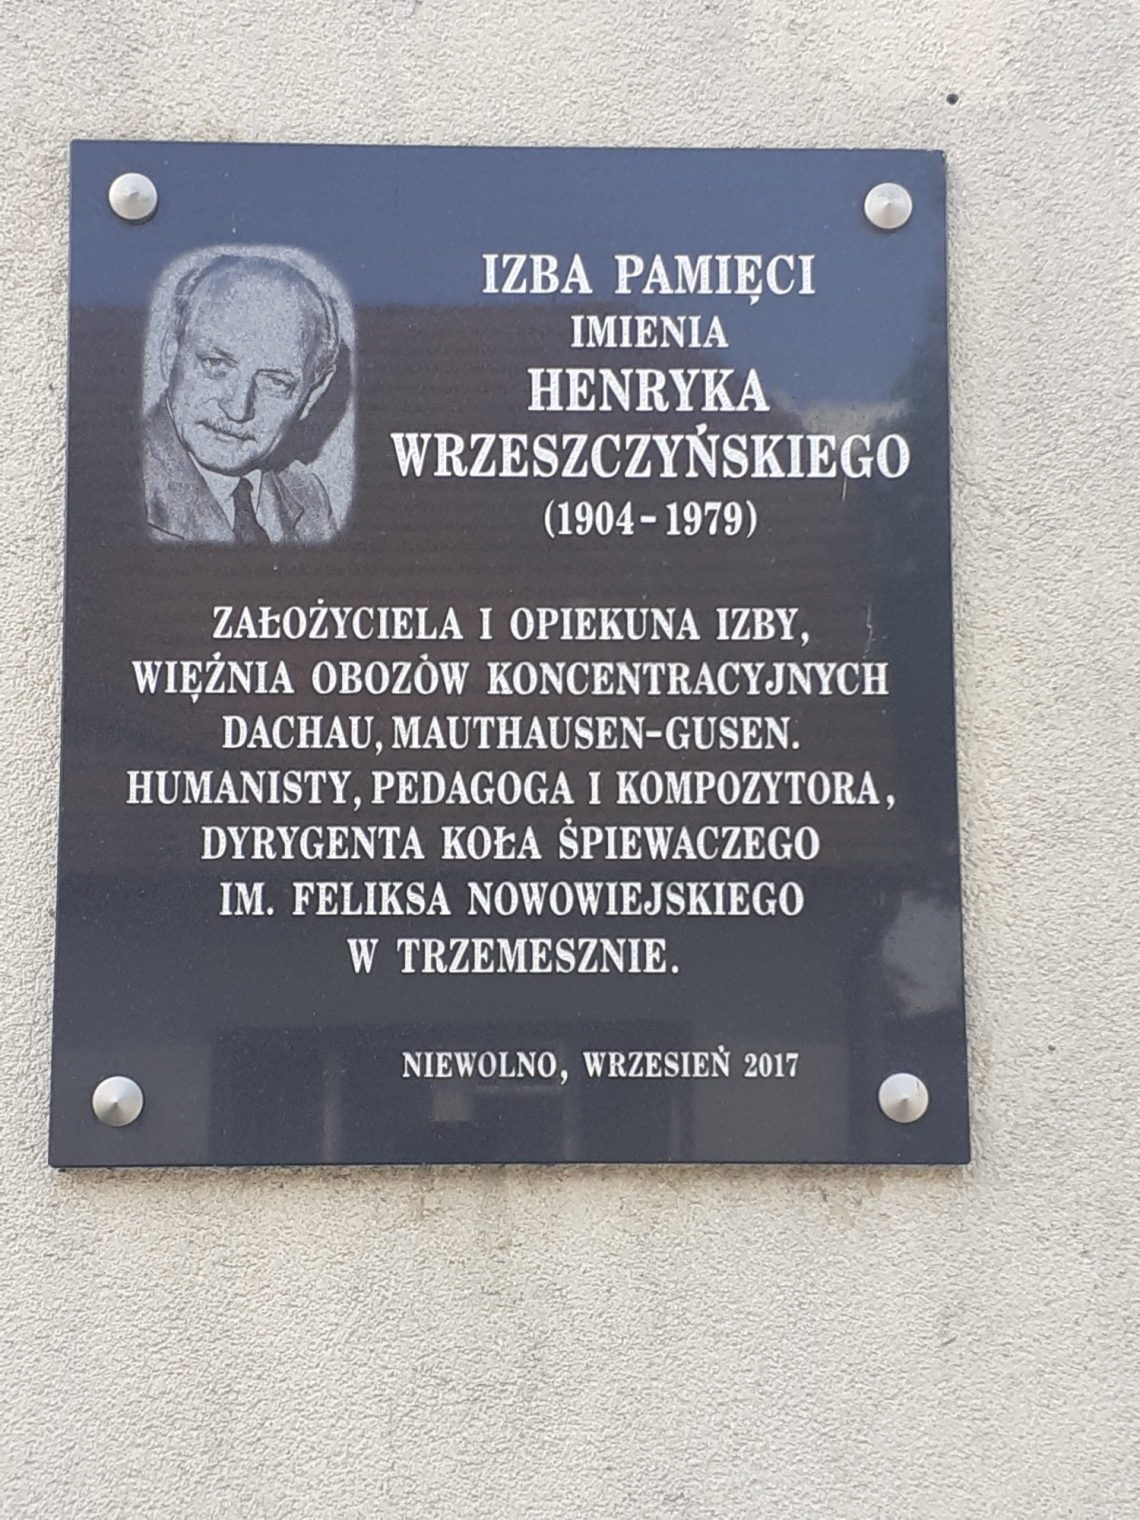 IZBA PAMIĘCI
IMIENIA
HENRYKA
WRZESZCZYŃSKIEGO
(1904-1979)
ZAŁOŻYCIELA I OPIEKUNA IZBY,
WIĘŹNIA OBOZÓW KONCENTRACYJNYCH
DACHAU, MAUTHAUSEN-GUSEN.
HUMANISTY, PEDAGOGA I KOMPOZYTORA,
DYRYGENTA KOŁA ŚPIEWACZEGO
IM. FELIKSA NOWOWIEJSKIEGO
W TRZEMESZNIE.
NIEWOLNO, WRZESIEŃ 2017